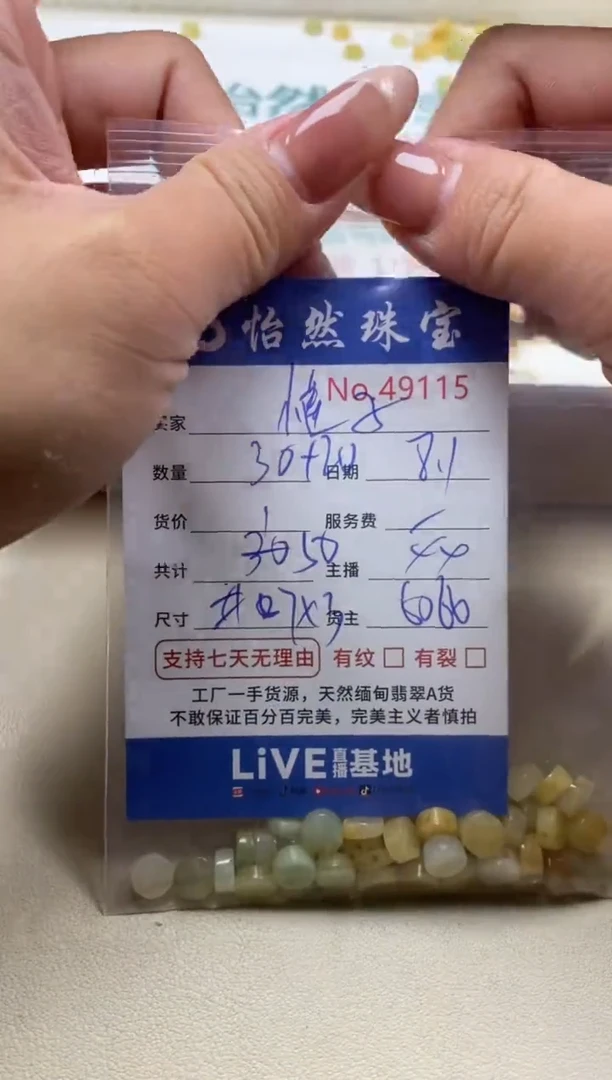 怡然珠宝
No.49115
卖家
数量 30+20 日期 8.1
货价 1 服务费
共计 3050 主播
尺寸 货主 6066
支持七天无理由 有纹 有裂
工厂一手货源，天然缅甸翡翠A货
不敢保证百分百完美，完美主义者慎拍
LiVE直播基地